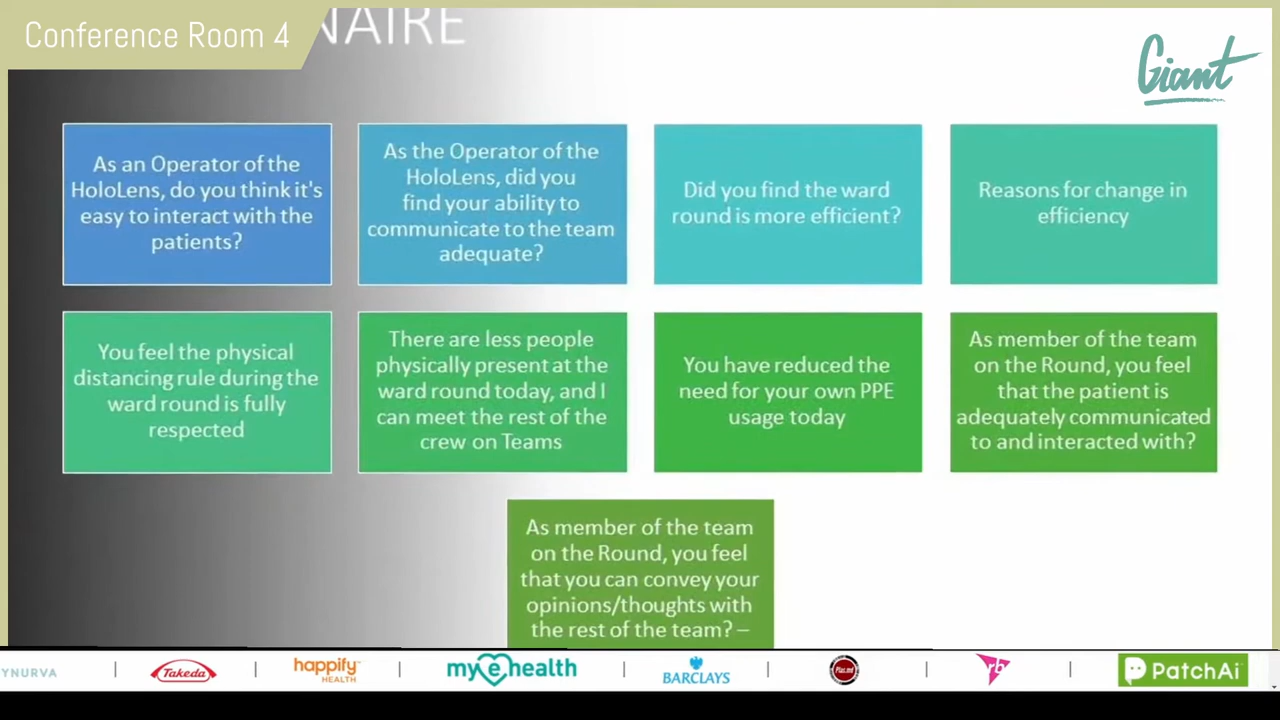 Conference Room 4
NAIRE
Giant
As an Operator of the
HoloLens, do you think it's
easy to interact with the
patients?
As the Operator of the
HoloLens, did you
find your ability to
communicate to the team
adequate?
Did you find the ward
round is more efficient?
Reasons for change in
efficiency
You feel the physical
distancing rule during the
ward round is fully
respected
There are less people
physically present at the
ward round today, and I
can meet the rest of the
crew on Teams
You have reduced the
need for your own PPE
usage today
As member of the team
on the Round, you feel
that the patient is
adequately communicated
to and interacted with?
As member of the team
on the Round, you feel
that you can convey your
opinions/thoughts with
the rest of the team? –
YNURVA
Takeda
happify
HEALTH
my e health
BARCLAYS
rb
PatchAi